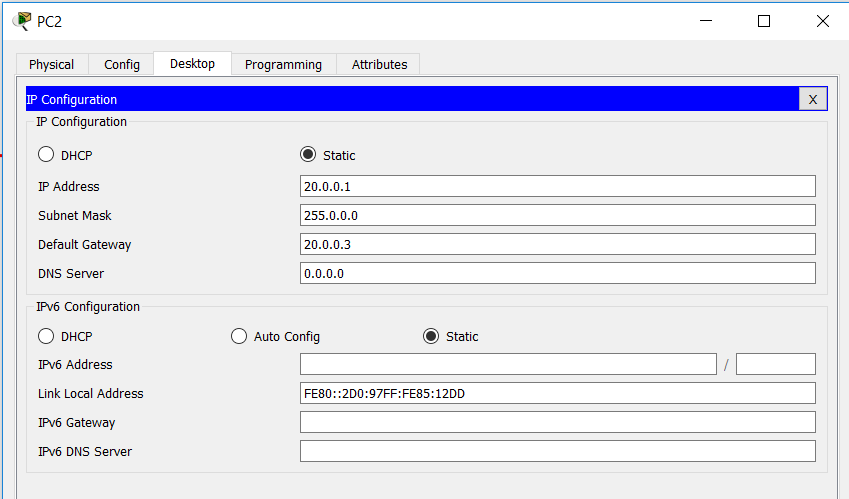 PC2
Physical Config Desktop Programming Attributes
IP Configuration X
IP Configuration
DHCP Static
IP Address 20.0.0.1
Subnet Mask 255.0.0.0
Default Gateway 20.0.0.3
DNS Server 0.0.0.0
IPv6 Configuration
DHCP Auto Config Static
IPv6 Address /
Link Local Address FE80::2D0:97FF:FE85:12DD
IPv6 Gateway
IPv6 DNS Server